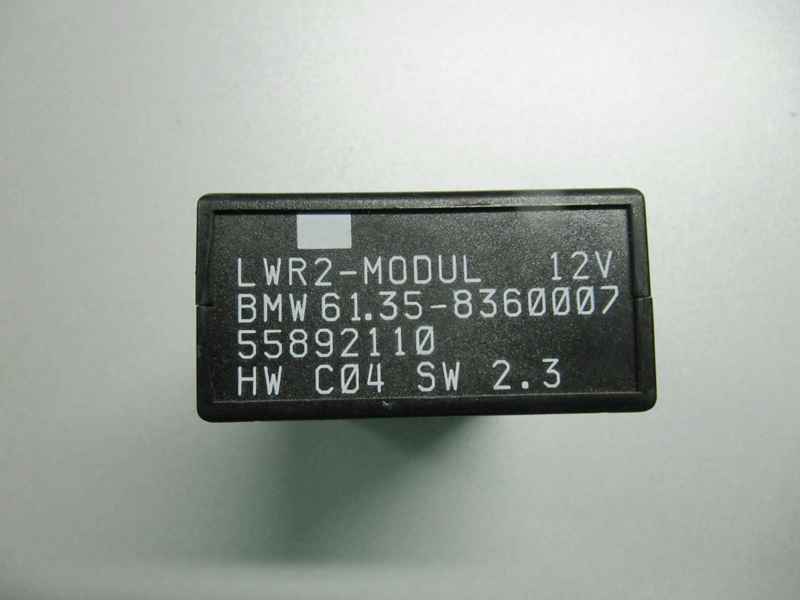 LWR2-MODUL 12V
BMW 61.35-8360007
55892110
HW C04 SW 2.3